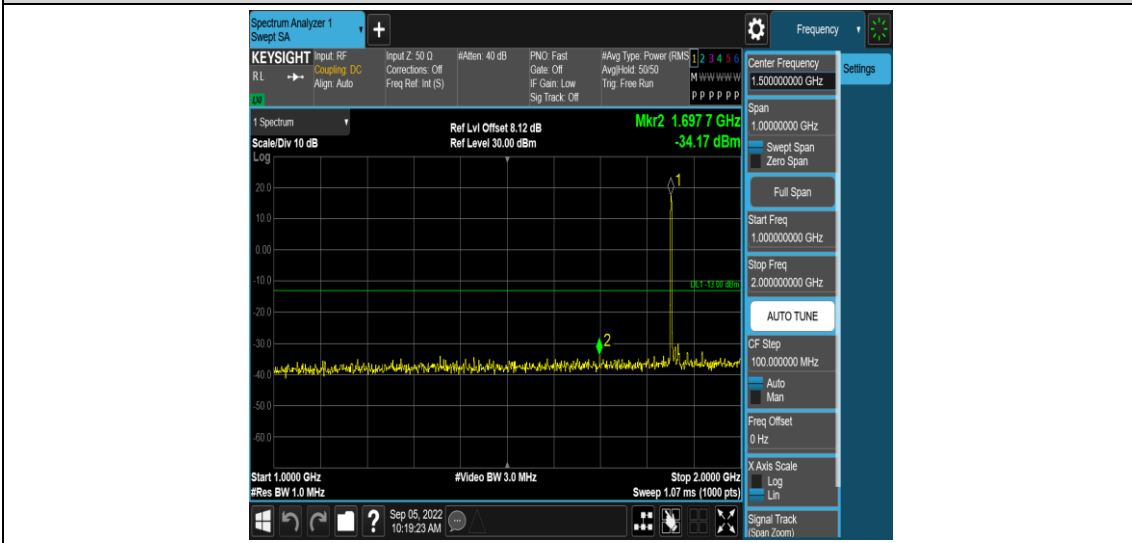 Spectrum Analyzer 1
Swept SA
+
Frequency
KEYSIGHT
RL
LXI
Input: RF
Coupling: DC
Align: Auto
Input Z: 50 Ω
Corrections: Off
Freq Ref: Int (S)
#Atten: 40 dB
PNO: Fast
Gate: Off
IF Gain: Low
Sig Track: Off
#Avg Type: Power (RMS
Avg|Hold: 50/50
Trig: Free Run
1 2 3 4 5 6
M W W W W W
P P P P P P
1 Spectrum
Scale/Div 10 dB
Log
Ref Lvl Offset 8.12 dB
Ref Level 30.00 dBm
Mkr2 1.697 7 GHz
-34.17 dBm
20.0
10.0
0.00
-10.0
-20.0
-30.0
-40.0
-50.0
-60.0
1
DL1 -13.00 dBm
2
Start 1.0000 GHz
#Res BW 1.0 MHz
#Video BW 3.0 MHz
Stop 2.0000 GHz
Sweep 1.07 ms (1000 pts)
?
Sep 05, 2022
10:19:23 AM
Center Frequency
1.500000000 GHz
Settings
Span
1.00000000 GHz
Swept Span
Zero Span
Full Span
Start Freq
1.000000000 GHz
Stop Freq
2.000000000 GHz
AUTO TUNE
CF Step
100.000000 MHz
Auto
Man
Freq Offset
0 Hz
X Axis Scale
Log
Lin
Signal Track
(Span Zoom)